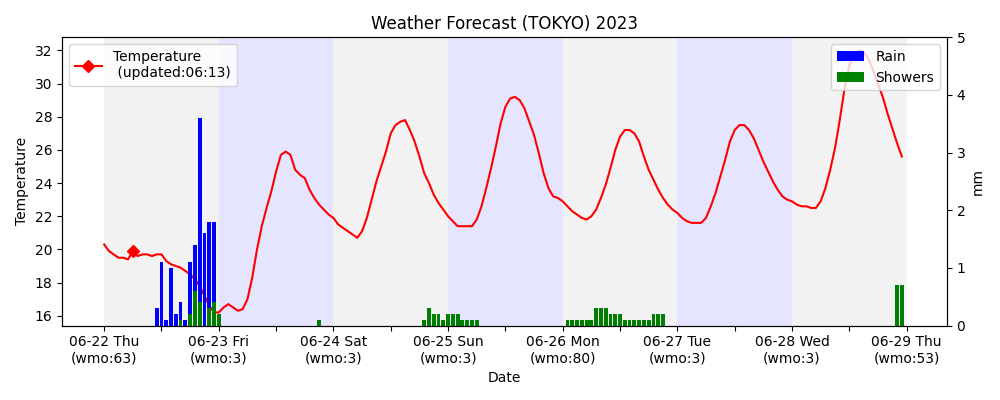 Weather Forecast (TOKYO) 2023
Temperature
(updated:06:13)
Rain
Showers
Temperature
32
30
28
26
24
22
20
18
16
5
4
3
2
1
0
mm
06-22 Thu
(wmo:63)
06-23 Fri
(wmo:3)
06-24 Sat
(wmo:3)
06-25 Sun
(wmo:3)
06-26 Mon
(wmo:80)
06-27 Tue
(wmo:3)
06-28 Wed
(wmo:3)
06-29 Thu
(wmo:53)
Date